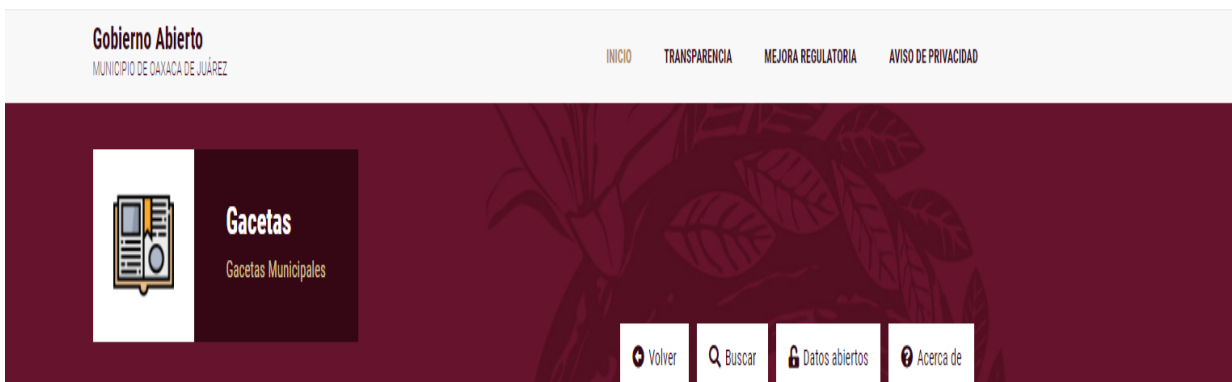 Gobierno Abierto
MUNICIPIO DE OAXACA DE JUÁREZ
INICIO TRANSPARENCIA MEJORA REGULATORIA AVISO DE PRIVACIDAD
Gacetas
Gacetas Municipales
Volver Buscar Datos abiertos Acerca de